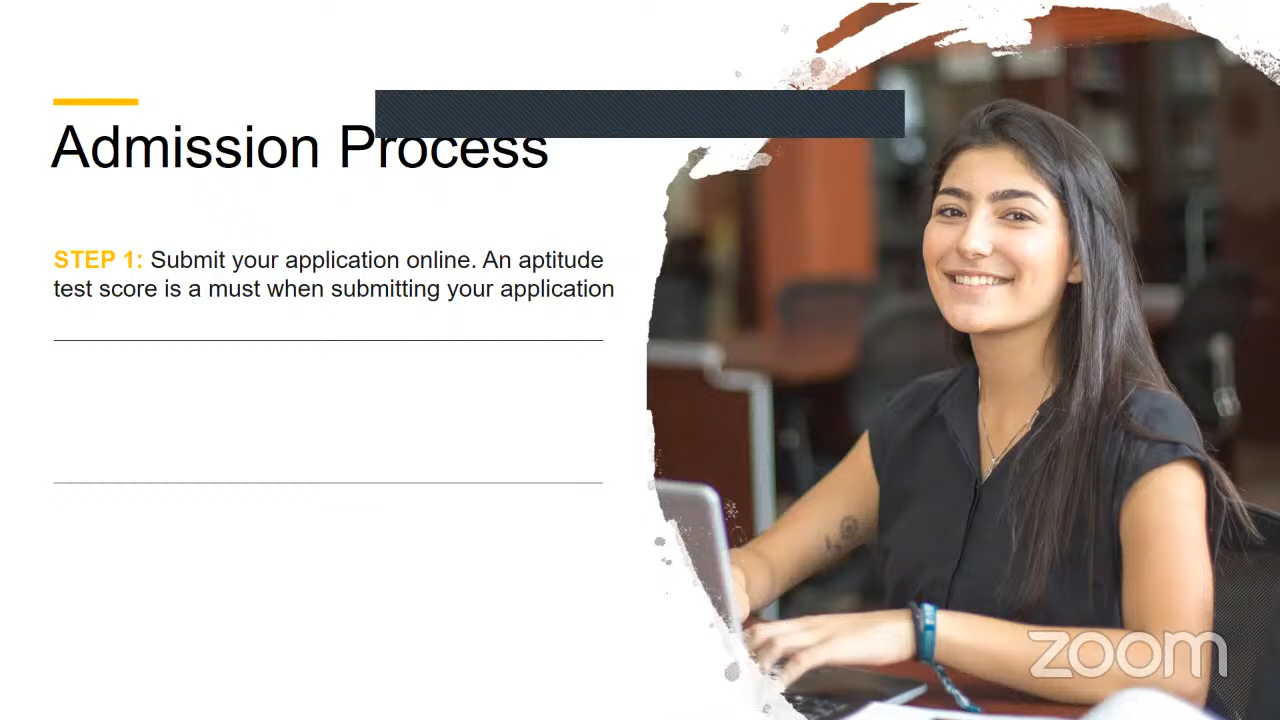 Admission Process
STEP 1: Submit your application online. An aptitude
test score is a must when submitting your application
zoom